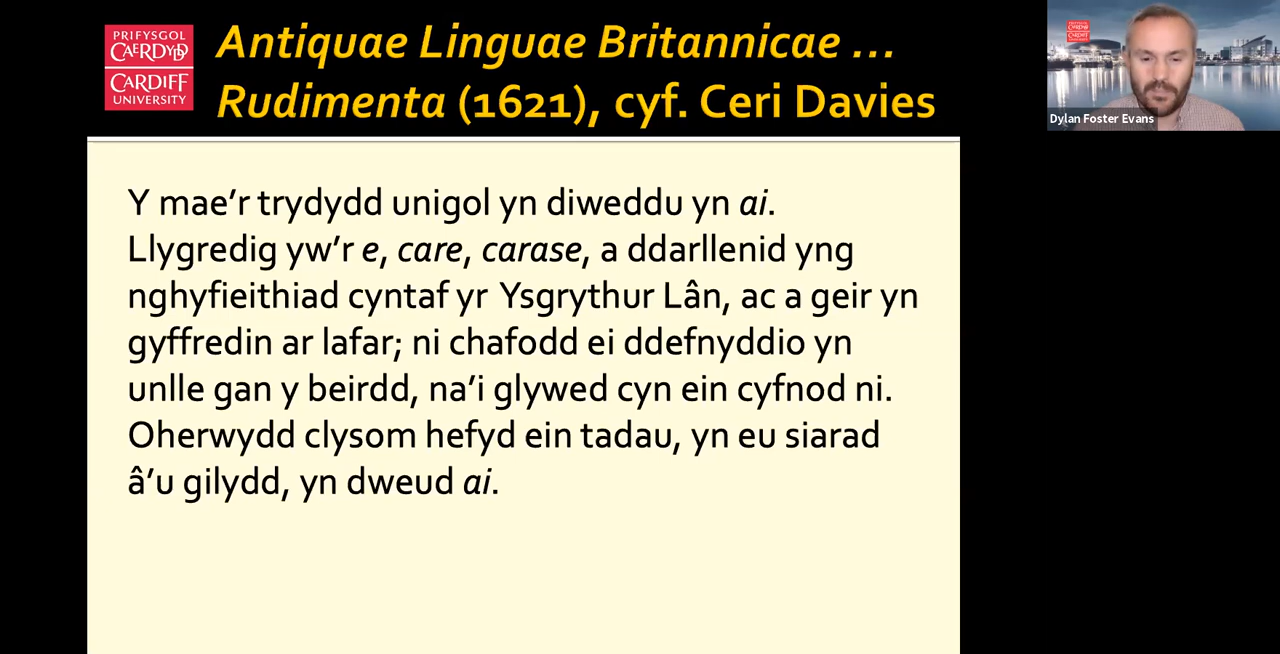 PRIFYSGOL
CAERDYDD
CARDIFF
UNIVERSITY
Antiquae Linguae Britannicae ...
Rudimenta (1621), cyf. Ceri Davies
Y mae’r trydydd unigol yn diweddu yn ai.
Llygredig yw’r e, care, carase, a ddarllenid yng
nghyfieithiad cyntaf yr Ysgrythur Lân, ac a geir yn
gyffredin ar lafar; ni chafodd ei ddefnyddio yn
unlle gan y beirdd, na’i glywed cyn ein cyfnod ni.
Oherwydd clysom hefyd ein tadau, yn eu siarad
â’u gilydd, yn dweud ai.
Dylan Foster Evans